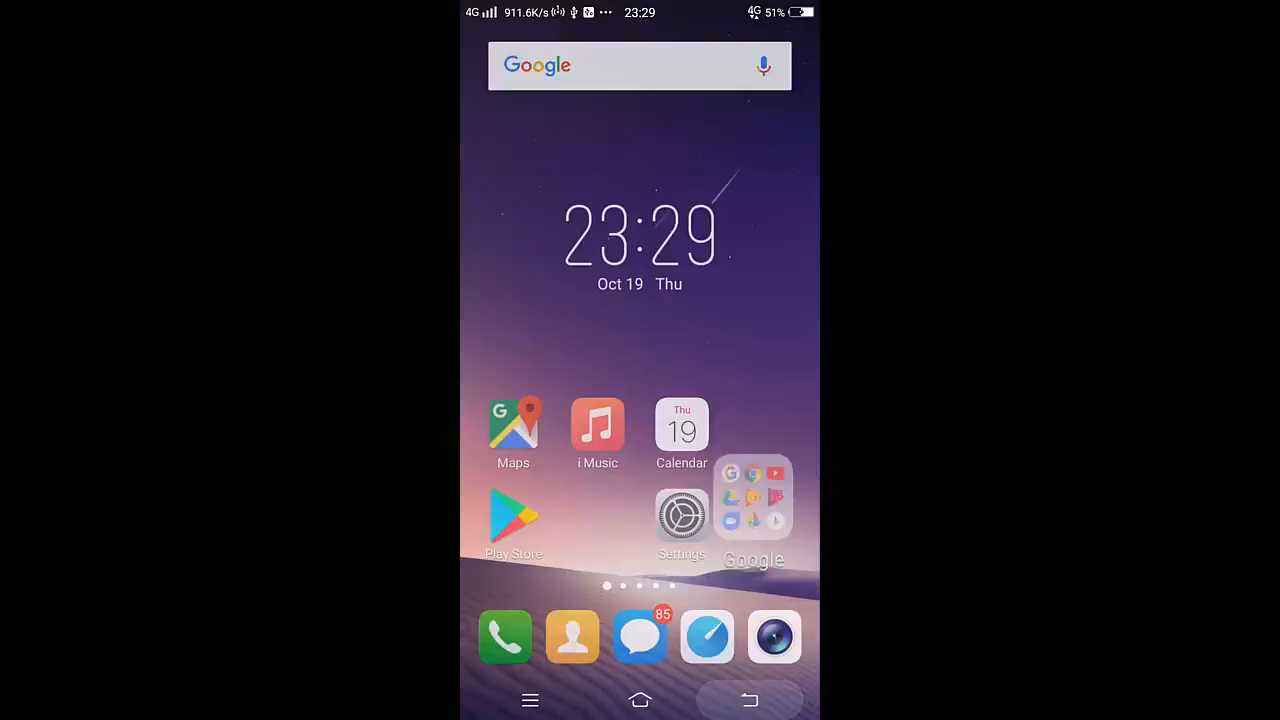 4G 911.6K/s 23:29 4G 51%
Google
23:29
Oct 19 Thu
G
Thu
19
Maps
i Music
Calendar
Play Store
Settings
Google
85